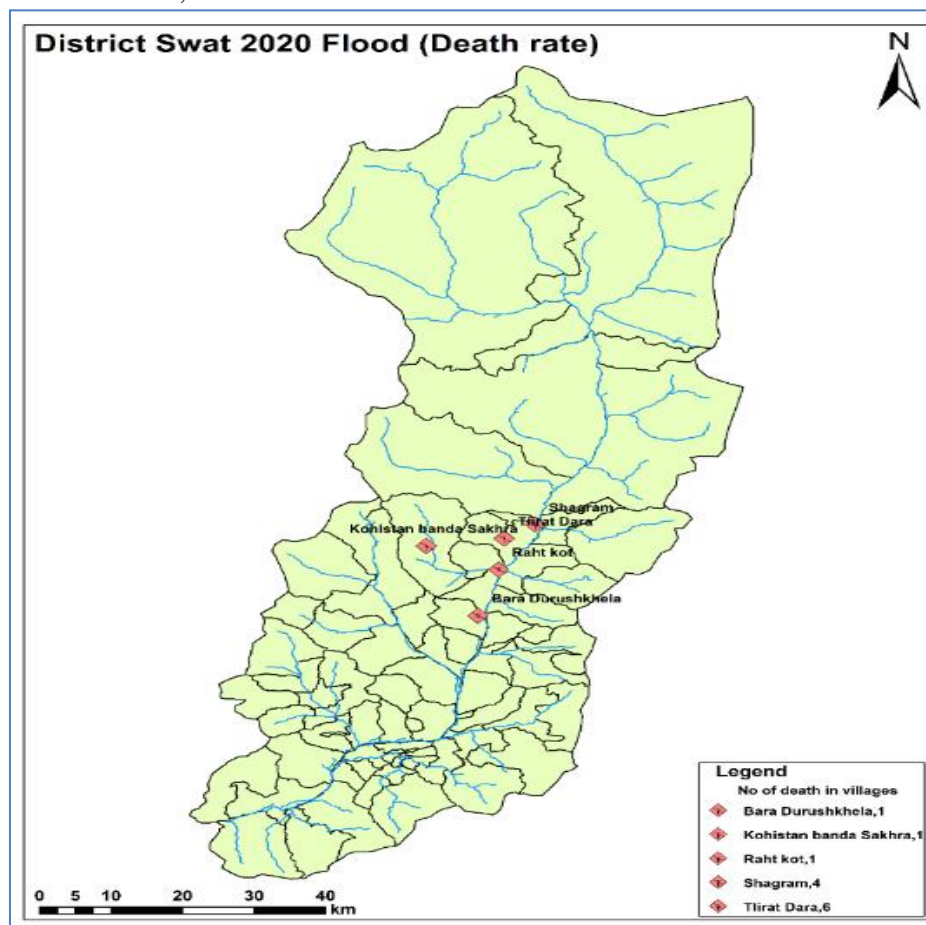 District Swat 2020 Flood (Death rate)
N
Shagram
Tlirat Dara
Kohistan banda Sakhra
Raht kot
Bara Durushkhela
Legend
No of death in villages
Bara Durushkhela,1
Kohistan banda Sakhra,1
Raht kot,1
Shagram,4
Tlirat Dara,6
0 5 10 20 30 40
km